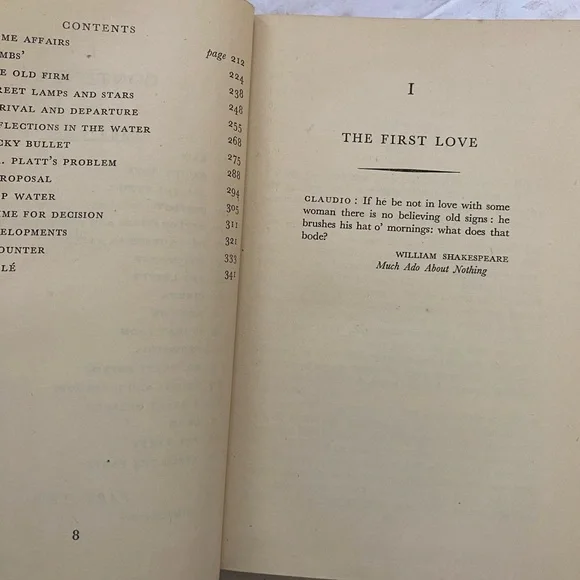 CONTENTS
ME AFFAIRS page 212
MBS' 224
E OLD FIRM 238
REET LAMPS AND STARS 248
RIVAL AND DEPARTURE 255
FLECTIONS IN THE WATER 268
CKY BULLET 275
. PLATT'S PROBLEM 288
ROPOSAL 294
P WATER 305
IME FOR DECISION 311
ELOPMENTS 321
OUNTER 333
LÉ 341
8
I
THE FIRST LOVE
CLAUDIO : If he be not in love with some
woman there is no believing old signs : he
brushes his hat o' mornings: what does that
bode?
WILLIAM SHAKESPEARE
Much Ado About Nothing